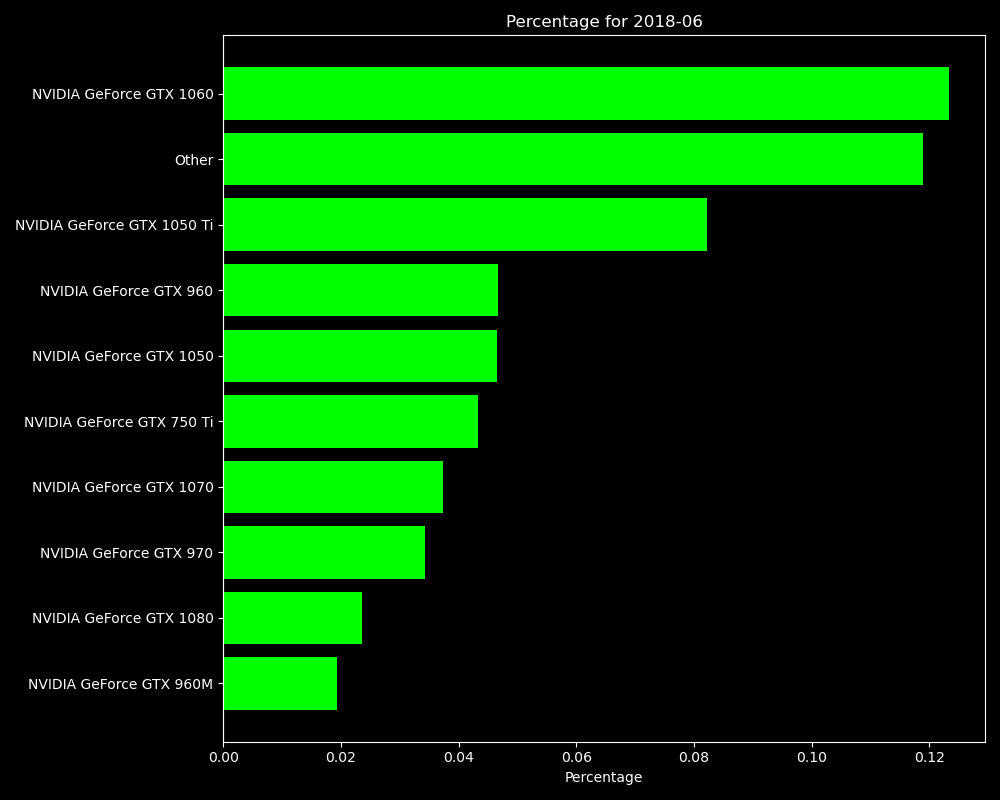 Percentage for 2018-06
NVIDIA GeForce GTX 1060
Other
NVIDIA GeForce GTX 1050 Ti
NVIDIA GeForce GTX 960
NVIDIA GeForce GTX 1050
NVIDIA GeForce GTX 750 Ti
NVIDIA GeForce GTX 1070
NVIDIA GeForce GTX 970
NVIDIA GeForce GTX 1080
NVIDIA GeForce GTX 960M
0.00 0.02 0.04 0.06 0.08 0.10 0.12
Percentage